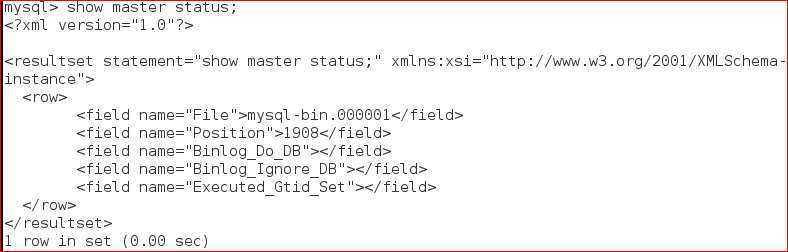 mysql> show master status;
<?xml version="1.0"?>
<resultset statement="show master status;" xmlns:xsi="http://www.w3.org/2001/XMLSchema-
instance">
  <row>
        <field name="File">mysql-bin.000001</field>
        <field name="Position">1908</field>
        <field name="Binlog_Do_DB"></field>
        <field name="Binlog_Ignore_DB"></field>
        <field name="Executed_Gtid_Set"></field>
  </row>
</resultset>
1 row in set (0.00 sec)